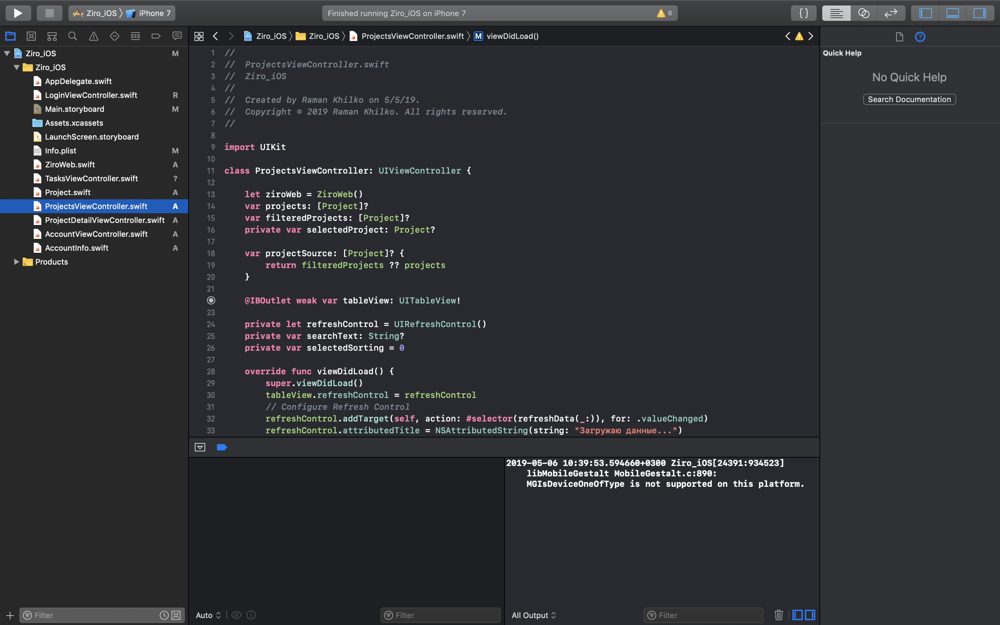 Ziro_iOS iPhone 7
Finished running Ziro_iOS on iPhone 7
6
{}
Ziro_iOS Ziro_iOS ProjectsViewController.swift M viewDidLoad()
Ziro_iOS M
Ziro_iOS
AppDelegate.swift
LoginViewController.swift R
Main.storyboard M
Assets.xcassets
LaunchScreen.storyboard
Info.plist M
ZiroWeb.swift A
TasksViewController.swift ?
Project.swift A
ProjectsViewController.swift A
ProjectDetailViewController.swift A
AccountViewController.swift A
AccountInfo.swift A
Products
Filter
1 //
2 //  ProjectsViewController.swift
3 //  Ziro_iOS
4 //
5 //  Created by Raman Khilko on 5/5/19.
6 //  Copyright © 2019 Raman Khilko. All rights reserved.
7 //
8
9 import UIKit
10
11 class ProjectsViewController: UIViewController {
12
13     let ziroWeb = ZiroWeb()
14     var projects: [Project]?
15     var filteredProjects: [Project]?
16     private var selectedProject: Project?
17
18     var projectSource: [Project]? {
19         return filteredProjects ?? projects
20     }
21
    @IBOutlet weak var tableView: UITableView!
23
24     private let refreshControl = UIRefreshControl()
25     private var searchText: String?
26     private var selectedSorting = 0
27
28     override func viewDidLoad() {
29         super.viewDidLoad()
30         tableView.refreshControl = refreshControl
31         // Configure Refresh Control
32         refreshControl.addTarget(self, action: #selector(refreshData(_:)), for: .valueChanged)
33         refreshControl.attributedTitle = NSAttributedString(string: "Загружаю данные...")
2019-05-06 10:39:53.594660+0300 Ziro_iOS[24391:934523]
libMobileGestalt MobileGestalt.c:890:
MGIsDeviceOneOfType is not supported on this platform.
Auto
Filter
All Output
Filter
Quick Help
No Quick Help
Search Documentation